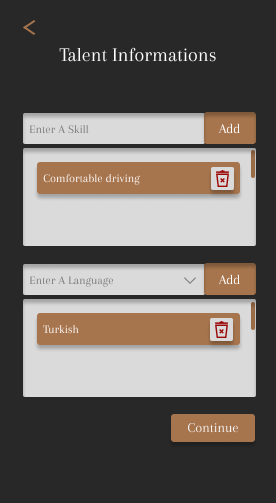 Talent Informations
Enter A Skill
Add
Comfortable driving
Enter A Language
Add
Turkish
Continue